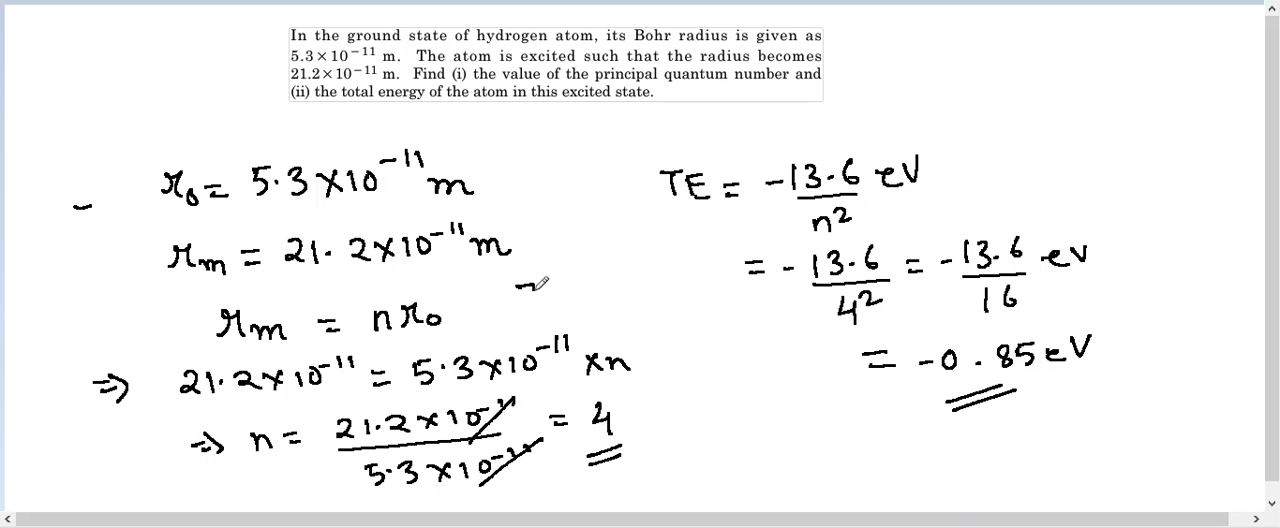 In the ground state of hydrogen atom, its Bohr radius is given as
5.3×10⁻¹¹ m. The atom is excited such that the radius becomes
21.2×10⁻¹¹ m. Find (i) the value of the principal quantum number and
(ii) the total energy of the atom in this excited state.
r₀ = 5.3×10⁻¹¹ m
rₘ = 21.2×10⁻¹¹ m
rₘ = n r₀
⇒ 21.2×10⁻¹¹ = 5.3×10⁻¹¹ × n
⇒ n = 21.2×10⁻¹¹ / 5.3×10⁻¹¹ = 4
TE = -13.6 eV / n²
= -13.6 / 4² = -13.6 / 16 eV
= -0.85 eV